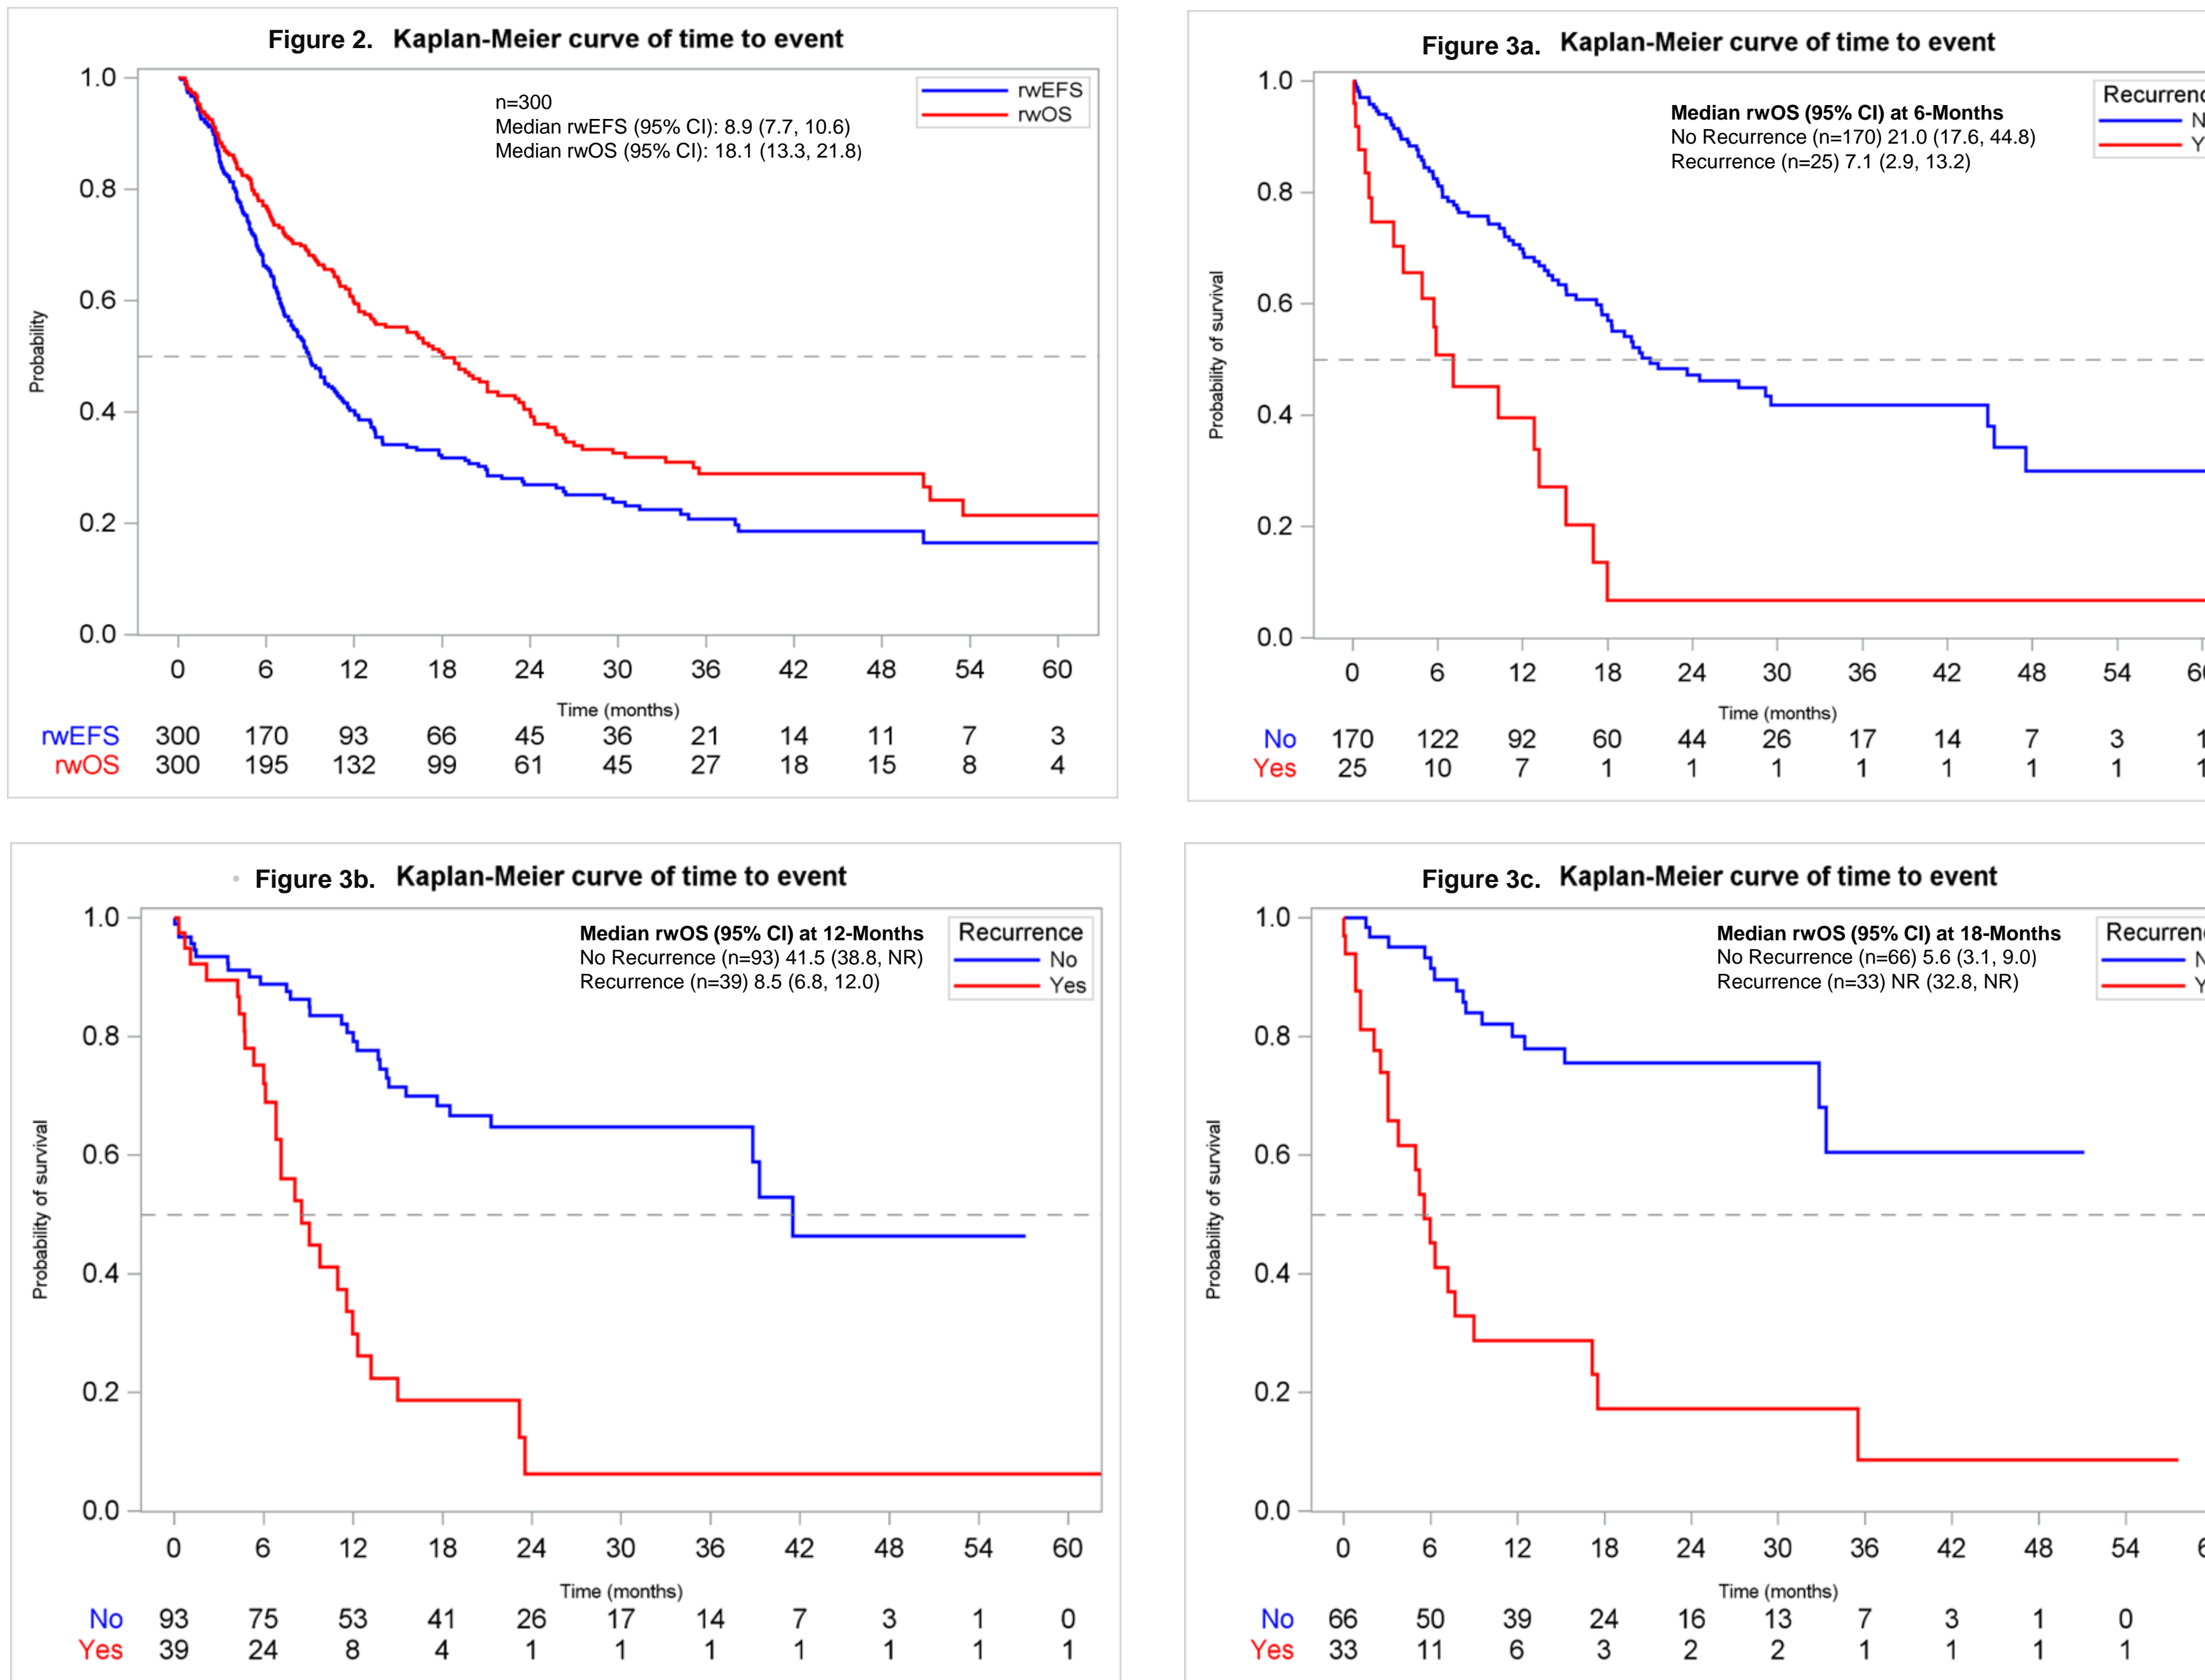 Figure 2. Kaplan-Meier curve of time to event
n=300
Median rwEFS (95% CI): 8.9 (7.7, 10.6)
Median rwOS (95% CI): 18.1 (13.3, 21.8)
rwEFS
rwOS
Probability
1.0
0.8
0.6
0.4
0.2
0.0
0 6 12 18 24 30 36 42 48 54 60
Time (months)
rwEFS 300 170 93 66 45 36 21 14 11 7 3
rwOS 300 195 132 99 61 45 27 18 15 8 4
Figure 3a. Kaplan-Meier curve of time to event
Median rwOS (95% CI) at 6-Months
No Recurrence (n=170) 21.0 (17.6, 44.8)
Recurrence (n=25) 7.1 (2.9, 13.2)
Recurrenc
N
Y
Probability of survival
1.0
0.8
0.6
0.4
0.2
0.0
0 6 12 18 24 30 36 42 48 54 6
Time (months)
No 170 122 92 60 44 26 17 14 7 3 1
Yes 25 10 7 1 1 1 1 1 1 1 1
Figure 3b. Kaplan-Meier curve of time to event
Median rwOS (95% CI) at 12-Months
No Recurrence (n=93) 41.5 (38.8, NR)
Recurrence (n=39) 8.5 (6.8, 12.0)
Recurrence
No
Yes
Probability of survival
1.0
0.8
0.6
0.4
0.2
0.0
0 6 12 18 24 30 36 42 48 54 60
Time (months)
No 93 75 53 41 26 17 14 7 3 1 0
Yes 39 24 8 4 1 1 1 1 1 1 1
Figure 3c. Kaplan-Meier curve of time to event
Median rwOS (95% CI) at 18-Months
No Recurrence (n=66) 5.6 (3.1, 9.0)
Recurrence (n=33) NR (32.8, NR)
Recurrenc
N
Y
Probability of survival
1.0
0.8
0.6
0.4
0.2
0.0
0 6 12 18 24 30 36 42 48 54 6
Time (months)
No 66 50 39 24 16 13 7 3 1 0
Yes 33 11 6 3 2 2 1 1 1 1